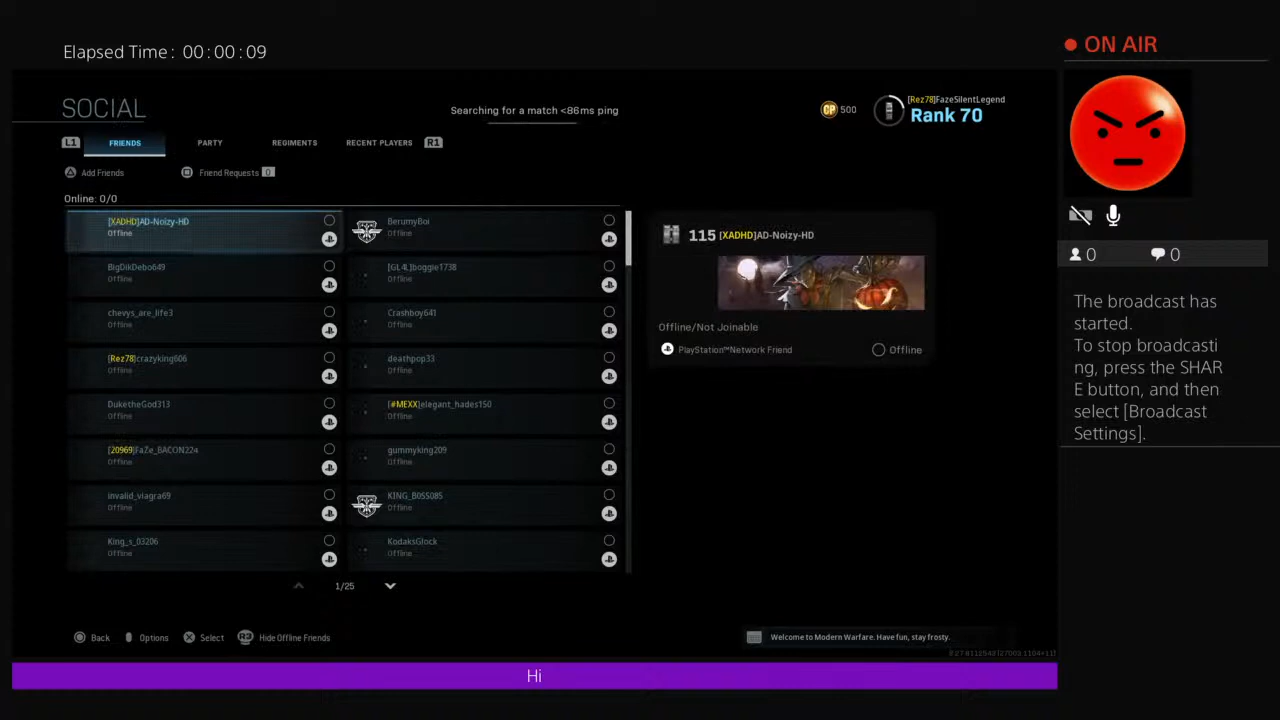 Elapsed Time: 00:00:09
ON AIR
SOCIAL
Searching for a match <86ms ping
CP 500
[Rez78]FazeSilentLegend
Rank 70
L1 FRIENDS PARTY REGIMENTS RECENT PLAYERS R1
Add Friends Friend Requests 0
Online: 0/0
[XADHD]AD-Noizy-HD
Offline
BerumyBoi
Offline
BigDikDebo649
Offline
[GL4L]boggie1738
Offline
chevys_are_life3
Offline
Crashboy641
Offline
[Rez78]crazyking606
Offline
deathpop33
Offline
DuketheGod313
Offline
[#MEXX]elegant_hades150
Offline
[20969]FaZe_BACON224
Offline
gummyking209
Offline
invalid_viagra69
Offline
KING_B0SS085
Offline
King_s_03206
Offline
KodaksGlock
Offline
1/25
115 [XADHD]AD-Noizy-HD
Offline/Not Joinable
PlayStation™Network Friend Offline
Back Options Select R3 Hide Offline Friends
Welcome to Modern Warfare. Have fun, stay frosty.
Hi
0 0
The broadcast has
started.
To stop broadcasti
ng, press the SHAR
E button, and then
select [Broadcast
Settings].